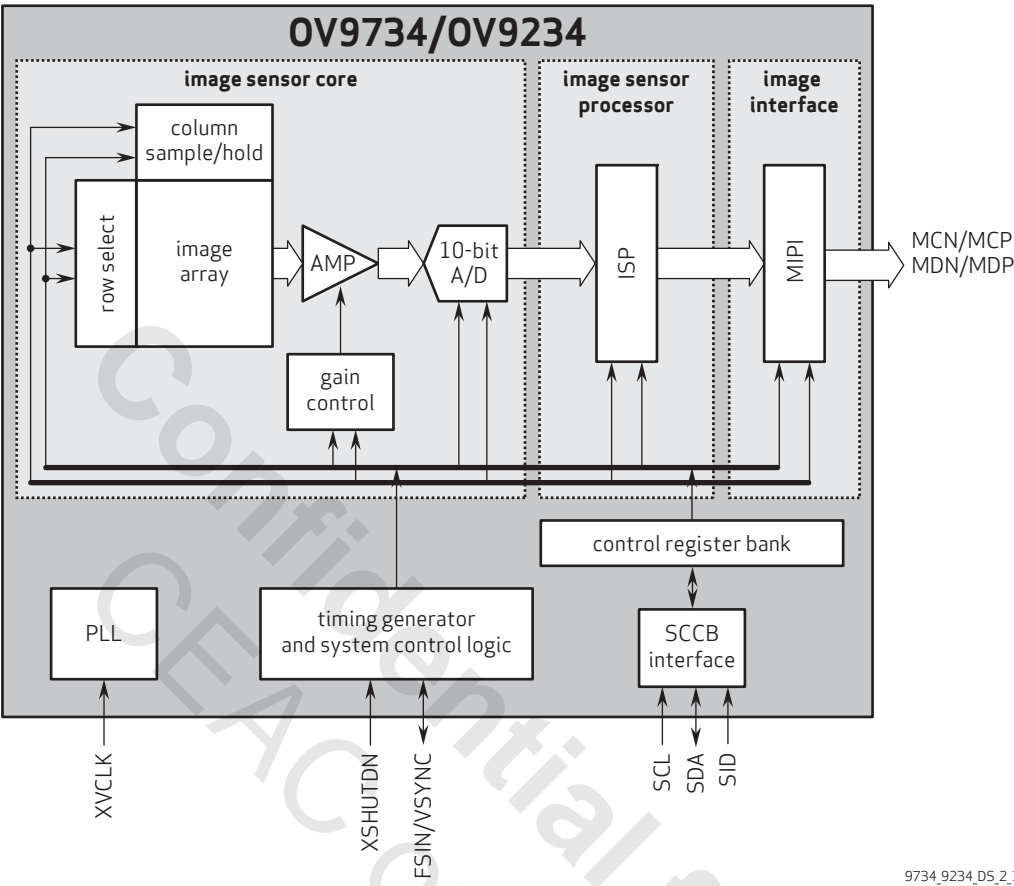 OV9734/OV9234
image sensor core
image sensor
processor
image
interface
column
sample/hold
row select
image
array
AMP
10-bit
A/D
ISP
MIPI
MCN/MCP
MDN/MDP
gain
control
control register bank
PLL
timing generator
and system control logic
SCCB
interface
XVCLK
XSHUTDN
FSIN/VSYNC
SCL
SDA
SID
Confidential f
CEAC
9734_9234_DS_2_